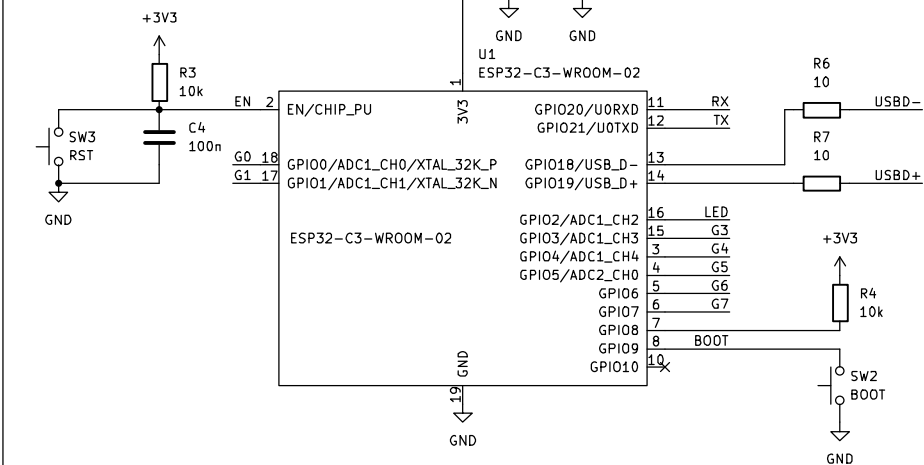 +3V3
GND
GND
U1
ESP32-C3-WROOM-02
R3
10k
EN 2
EN/CHIP_PU
1
3V3
GPIO20/U0RXD 11 RX
GPIO21/U0TXD 12 TX
R6
10
USBD-
SW3
RST
C4
100n
GND
G0 18 GPIO0/ADC1_CH0/XTAL_32K_P
G1 17 GPIO1/ADC1_CH1/XTAL_32K_N
GPIO18/USB_D- 13
GPIO19/USB_D+ 14
R7
10
USBD+
ESP32-C3-WROOM-02
GPIO2/ADC1_CH2 16 LED
GPIO3/ADC1_CH3 15 G3
GPIO4/ADC1_CH4 3 G4
GPIO5/ADC2_CH0 4 G5
GPIO6 5 G6
GPIO7 6 G7
GPIO8 7
GPIO9 8 BOOT
GPIO10 10
+3V3
R4
10k
SW2
BOOT
GND
GND
19
GND